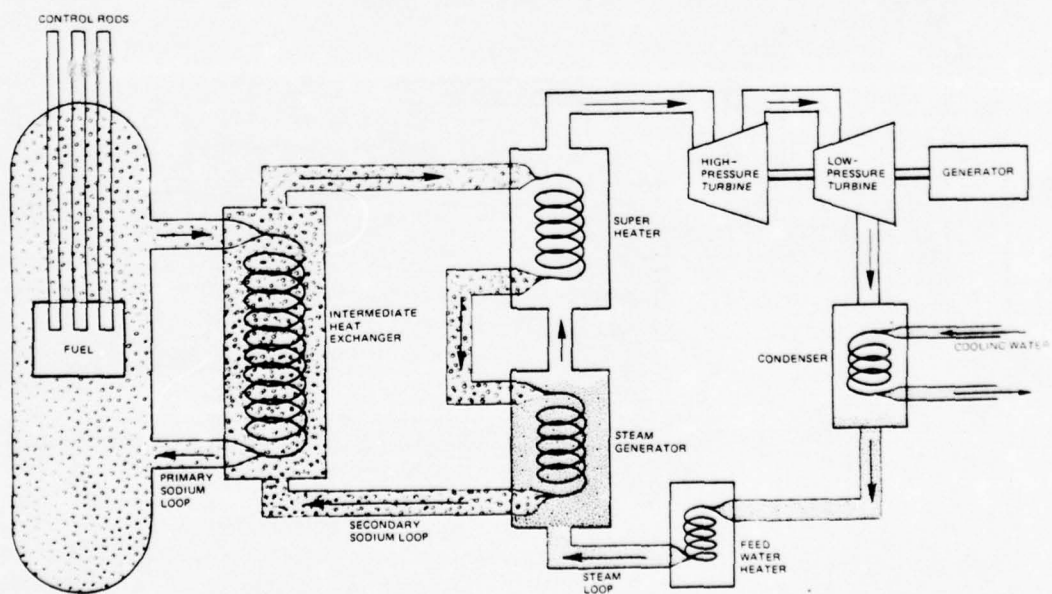 CONTROL RODS
FUEL
PRIMARY
SODIUM
LOOP
INTERMEDIATE
HEAT
EXCHANGER
SECONDARY
SODIUM LOOP
SUPER
HEATER
STEAM
GENERATOR
HIGH-
PRESSURE
TURBINE
LOW-
PRESSURE
TURBINE
GENERATOR
CONDENSER
COOLING WATER
FEED
WATER
HEATER
STEAM
LOOP